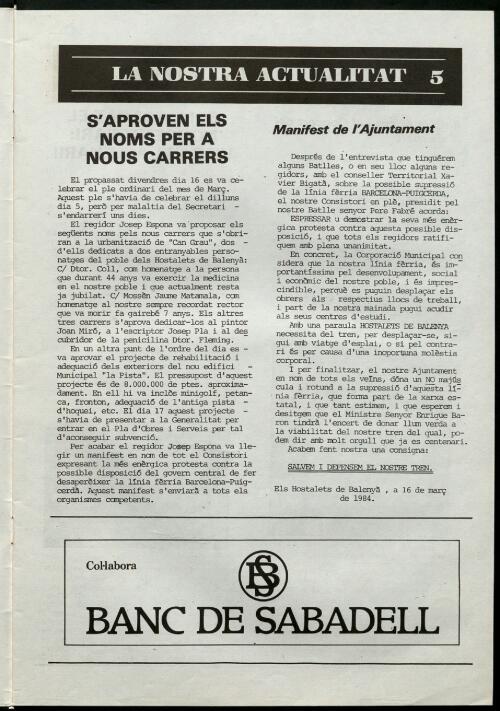 LA NOSTRA ACTUALITAT 5
S'APROVEN ELS
NOMS PER A
NOUS CARRERS
El propassat divendres dia 16 es va ce-
lebrar el ple ordinari del mes de Març.
Aquest ple s'havia de celebrar el dilluns
dia 5, però per malaltia del Secretari -
s'endarrerí uns dies.
El regidor Josep Espona va proposar els
següents noms pels nous carrers que s'obri-
ran a la urbanització de "Can Grau", dos -
d'ells dedicats a dos entranyables perso-
natges del poble dels Hostalets de Balenyà:
C/ Dtor. Coll, com homenatge a la persona
que durant 44 anys va exercir la medicina
en el nostre poble i que actualment resta
ja jubilat. C/ Mossèn Jaume Matamala, com
homenatge al nostre sempre recordat rector
que va morir fa gairebé 7 anys. Els altres
tres carrers s'aprova dedicar-los al pintor
Joan Miró, a l'escriptor Josep Pla i al des
cubridor de la penicilina Dtor. Fleming.
En un altra punt de l'ordre del dia es -
va aprovar el projecte de rehabilitació i
adequació dels exteriors del nou edifici -
Municipal "la Pista". El pressupost d'aquest
projecte és de 8.000.000 de ptes. aproxima-
dament. En ell hi va inclòs minigolf, petan-
ca, fronton, adequació de l'antiga pista -
d'hoquei, etc. El dia 17 aquest projecte -
s'havia de presentar a la Generalitat per
entrar en el Pla d'Obres i Serveis per tal
d'aconseguir subvenció.
Per acabar el regidor Josep Espona va lle-
gir un manifest en nom de tot el Consistori
expresant la més enèrgica protesta contra la
possible disposició del govern central de fer
desaperèixer la línia fèrria Barcelona-Puig-
cerdà. Aquest manifest s'enviarà a tots els
organismes competents.
Manifest de l'Ajuntament
Després de l'entrevista que tinguérem
alguns Batlles, o en seu lloc alguns re-
gidors, amb el conseller Territorial Xa-
vier Bigatà, sobre la possible supressió
de la línia fèrria BARCELONA-PUIGCERDA,
el nostre Consistori en plà, presidit pel
nostre Batlle senyor Pere Fabré acorda:
ESPRESSAR u demostrar la seva més enèr-
gica protesta contra aquesta possible dis-
posició, i que tots els regidors ratifi-
quem amb plena unanimitat.
En concret, la Corporació Municipal con
sidera que la nostra línia fèrria, és in-
portantíssima pel desenvolupament, social
i econòmic del nostre poble, i és impres-
cindible, perquè es puguin desplaçar els
obrers als respectius llocs de treball,
i part de la nostra mainada pugui acudir
als seus centres d'estudi.
Amb una paraula HOSTALETS DE BALENYA
necessita del tren, per desplaçar-se, si-
gui amb viatge d'esplai, o si pel contra-
ri és per causa d'una inoportuna molèstia
corporal.
I per finalitzar, el nostre Ajuntament
en nom de tots els veïns, dóna un NO majús
cula i rotund a la supressió d'aquesta lí-
nia fèrria, que forma part de la xarxa es-
tatal, i que tant estimem, i que esperem i
desitgem que el Ministre Senyor Enrique Ba-
ron tindrà l'encert de donar llum verda a
la viabilitat del nostre tren del qual, po-
dem dir amb molt orgull que ja es centenari.
Acabem fent nostra una consigna:
SALVEM I DEFENSEM EL NOSTRE TREN.
Els Hostalets de Balenyà , a 16 de març
de 1984.
Col·labora
BS
BANC DE SABADELL